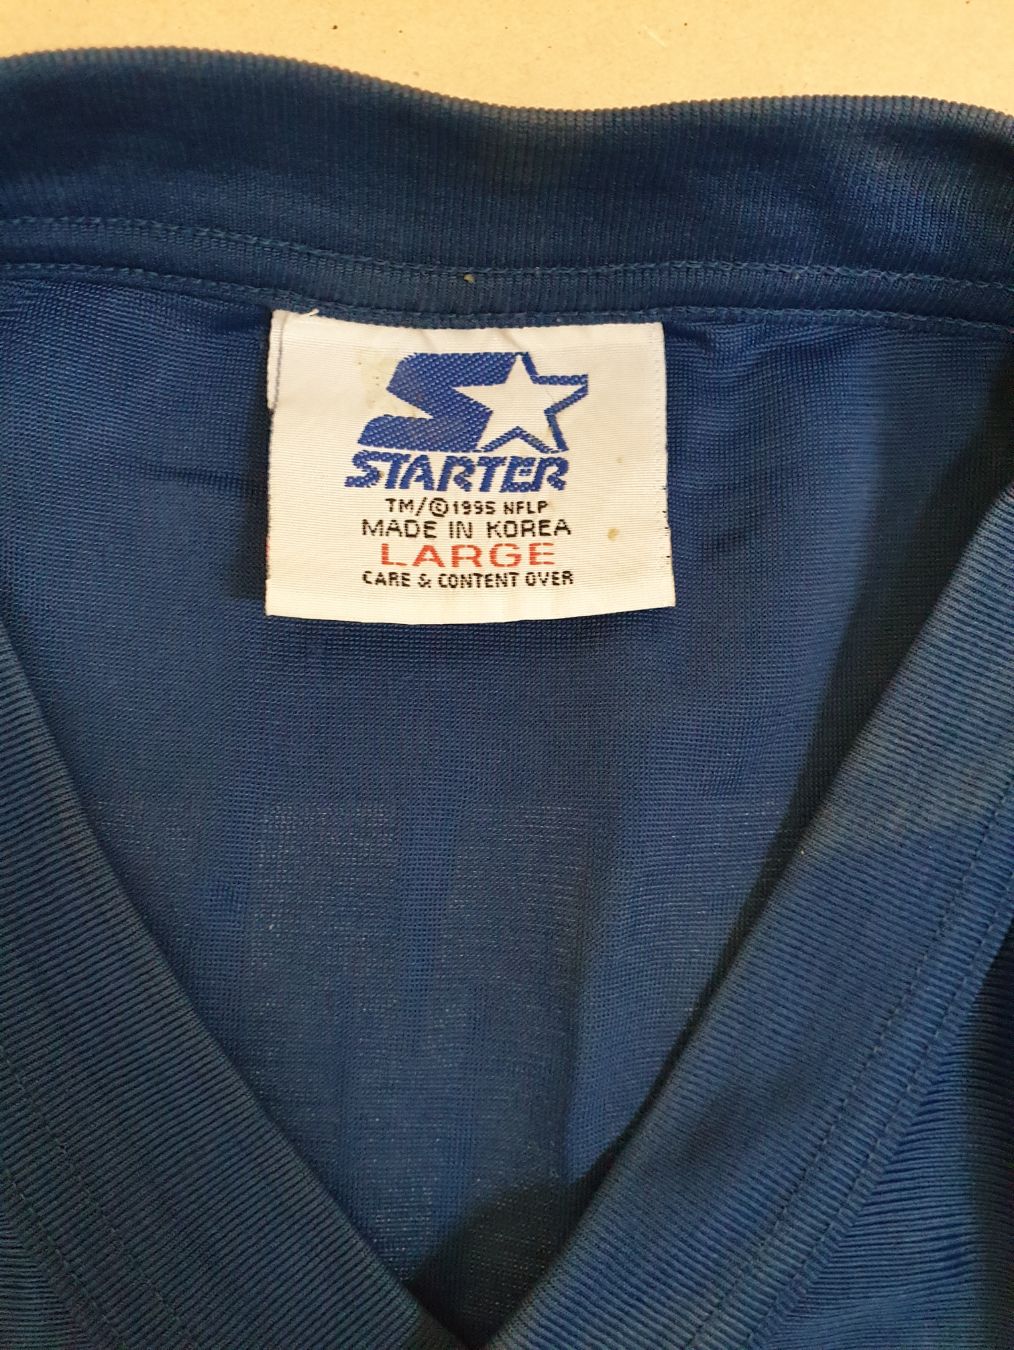 STARTER
TM/©1995 NFLP
MADE IN KOREA
LARGE
CARE & CONTENT OVER